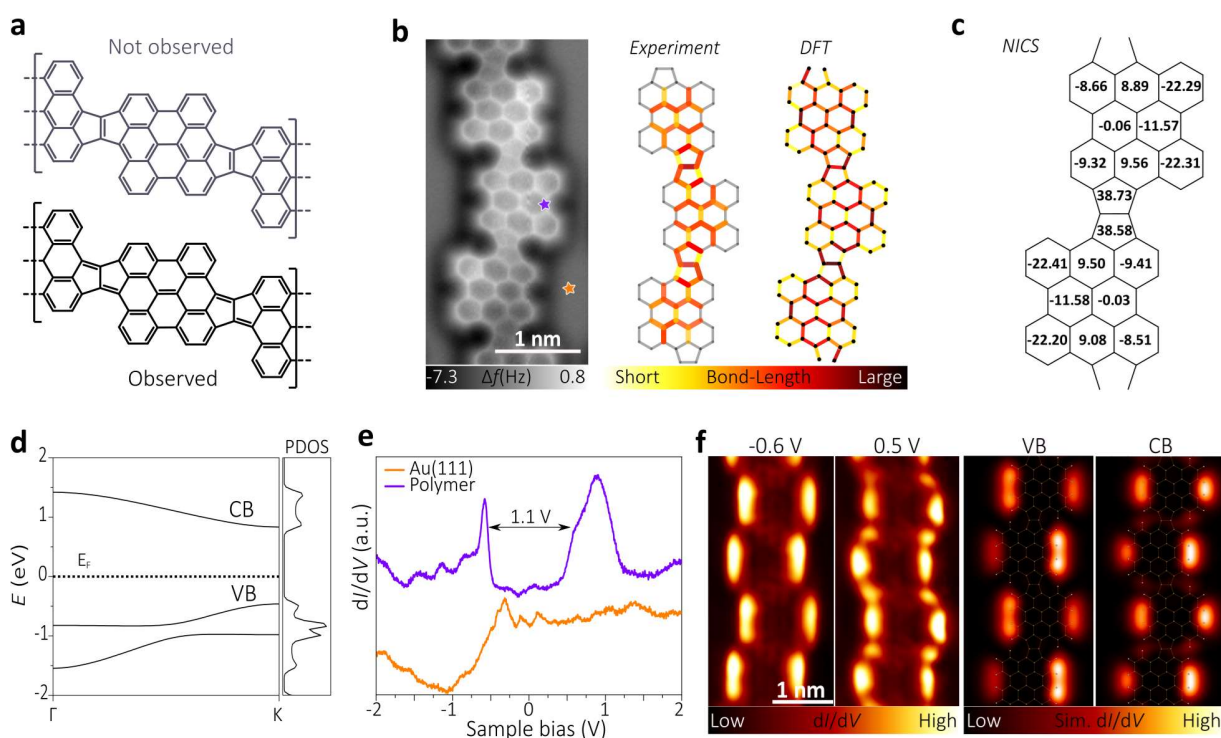 a
Not observed
Observed
b
Experiment
DFT
1 nm
-7.3 Δf(Hz) 0.8
Short Bond-Length Large
c
NICS
-8.66 8.89 -22.29
-0.06 -11.57
-9.32 9.56 -22.31
38.73
38.58
-22.41 9.50 -9.41
-11.58 -0.03
-22.20 9.08 -8.51
d
PDOS
2
1
0
-1
-2
E (eV)
CB
E_F
VB
Γ K
e
Au(111)
Polymer
1.1 V
dI/dV (a.u.)
-2 -1 0 1 2
Sample bias (V)
f
-0.6 V 0.5 V VB CB
1 nm
Low dI/dV High
Low Sim. dI/dV High